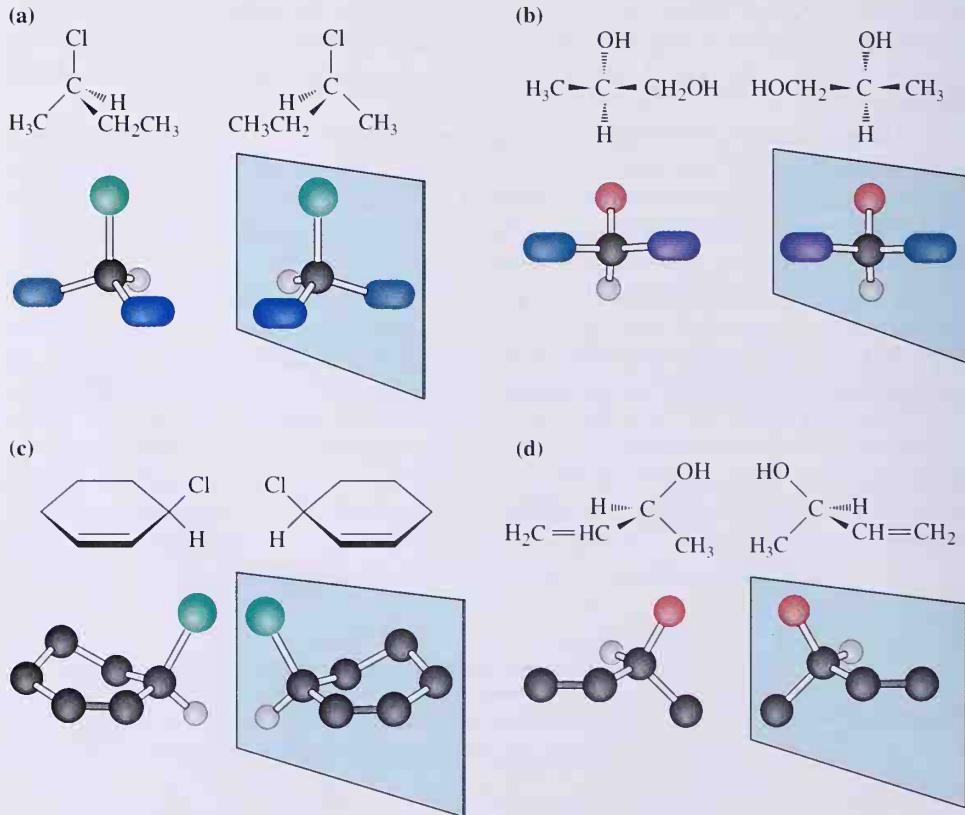 (a)
Cl
C
H
H₃C
CH₂CH₃
Cl
H
C
CH₃CH₂
CH₃
(b)
OH
H₃C
C
CH₂OH
H
OH
HOCH₂
C
CH₃
H
(c)
Cl
H
Cl
H
(d)
OH
H
C
H₂C=HC
CH₃
HO
C
H
H₃C
CH=CH₂